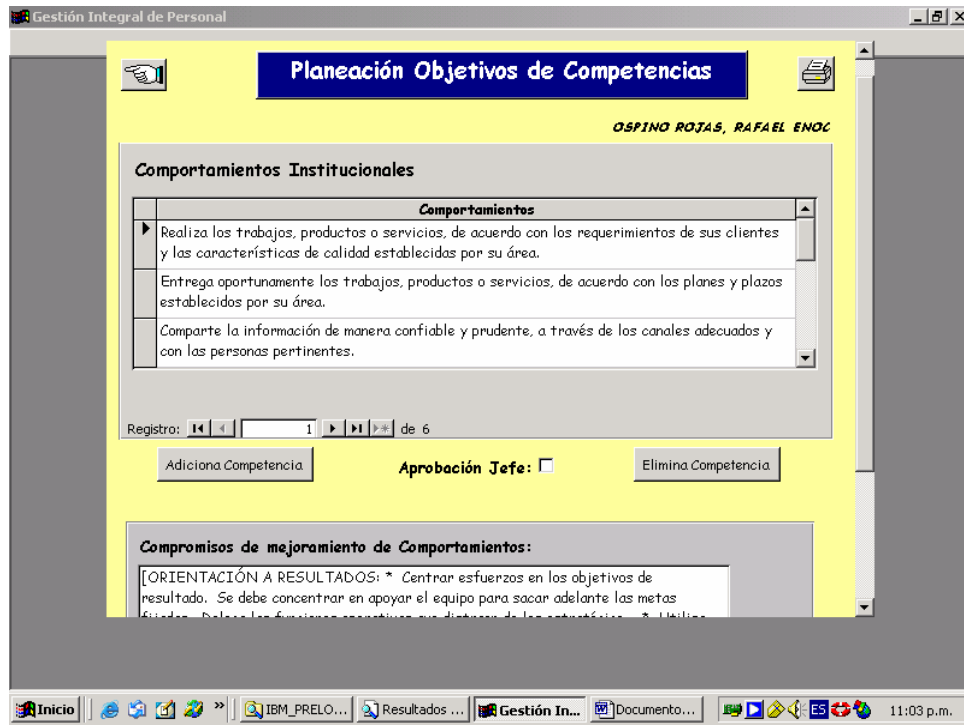 Gestión Integral de Personal
Planeación Objetivos de Competencias
OSPINO ROJAS, RAFAEL ENOC
Comportamientos Institucionales
Comportamientos
Realiza los trabajos, productos o servicios, de acuerdo con los requerimientos de sus clientes
y las características de calidad establecidas por su área.
Entrega oportunamente los trabajos, productos o servicios, de acuerdo con los planes y plazos
establecidos por su área.
Comparte la información de manera confiable y prudente, a través de los canales adecuados y
con las personas pertinentes.
Registro: 1 de 6
Adiciona Competencia Aprobación Jefe: Elimina Competencia
Compromisos de mejoramiento de Comportamientos:
[ORIENTACIÓN A RESULTADOS: * Centrar esfuerzos en los objetivos de
resultado. Se debe concentrar en apoyar el equipo para sacar adelante las metas
Inicio » IBM_PRELO... Resultados ... Gestión In... Documento... ES 11:03 p.m.